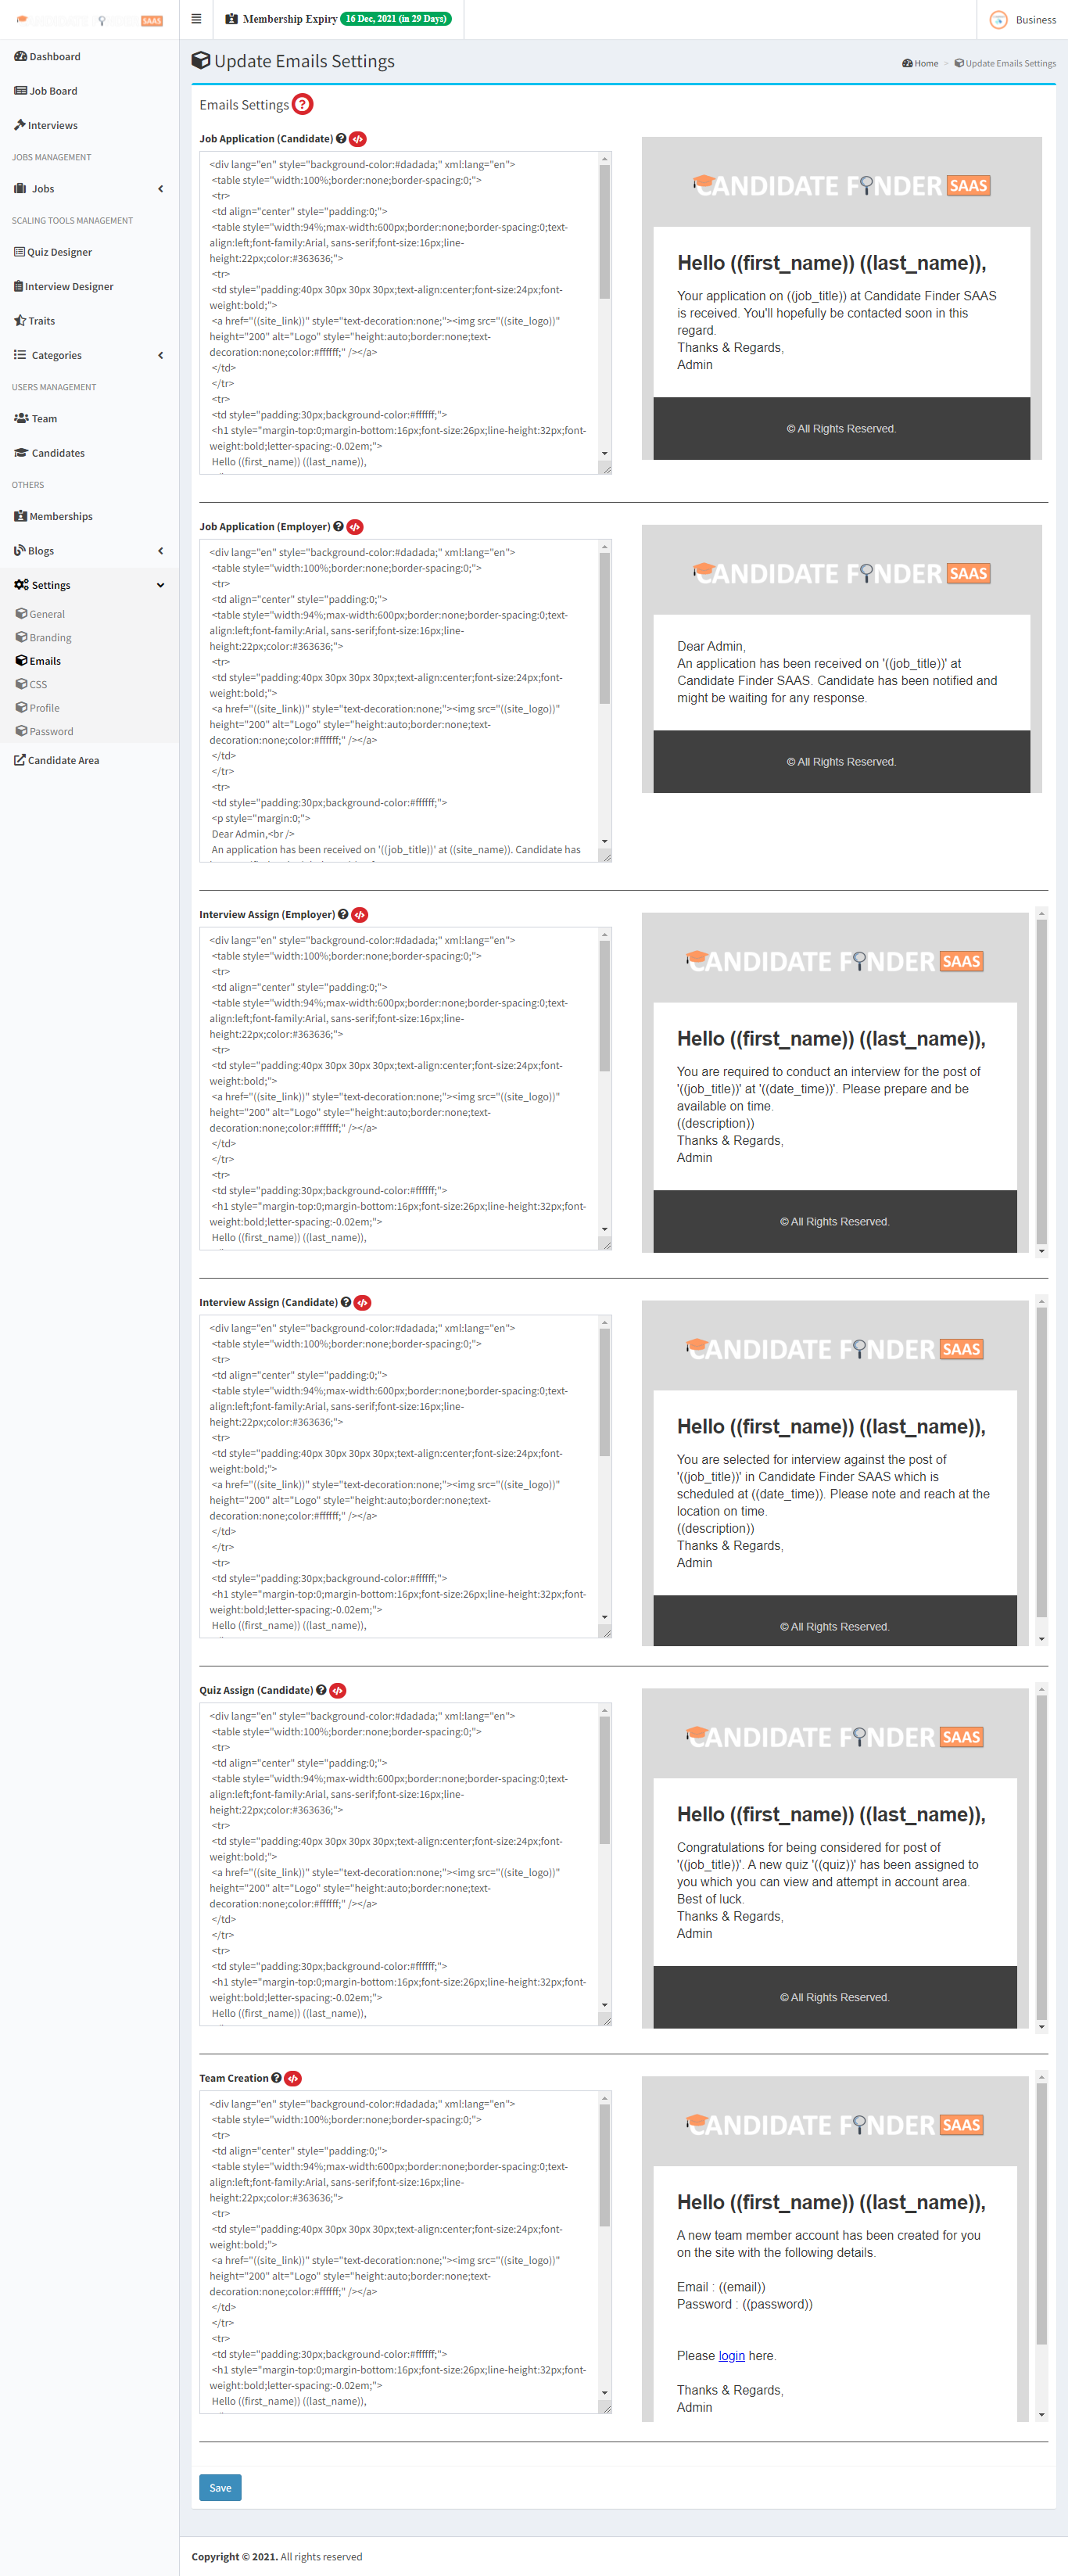 CANDIDATE FINDER SAAS
Membership Expiry 16 Dec, 2021 (in 29 Days)
Business
Dashboard
Job Board
Interviews
JOBS MANAGEMENT
Jobs
SCALING TOOLS MANAGEMENT
Quiz Designer
Interview Designer
Traits
Categories
USERS MANAGEMENT
Team
Candidates
OTHERS
Memberships
Blogs
Settings
General
Branding
Emails
CSS
Profile
Password
Candidate Area
Update Emails Settings
Home > Update Emails Settings
Emails Settings
Job Application (Candidate)
<div lang="en" style="background-color:#dadada;" xml:lang="en">
<table style="width:100%;border:none;border-spacing:0;">
<tr>
<td align="center" style="padding:0;">
<table style="width:94%;max-width:600px;border:none;border-spacing:0;text-
align:left;font-family:Arial, sans-serif;font-size:16px;line-
height:22px;color:#363636;">
<tr>
<td style="padding:40px 30px 30px 30px;text-align:center;font-size:24px;font-
weight:bold;">
<a href="((site_link))" style="text-decoration:none;"><img src="((site_logo))"
height="200" alt="Logo" style="height:auto;border:none;text-
decoration:none;color:#ffffff;" /></a>
</td>
</tr>
<tr>
<td style="padding:30px;background-color:#ffffff;">
<h1 style="margin-top:0;margin-bottom:16px;font-size:26px;line-height:32px;font-
weight:bold;letter-spacing:-0.02em;">
Hello ((first_name)) ((last_name)),
CANDIDATE FINDER SAAS
Hello ((first_name)) ((last_name)),
Your application on ((job_title)) at Candidate Finder SAAS
is received. You'll hopefully be contacted soon in this
regard.
Thanks & Regards,
Admin
© All Rights Reserved.
Job Application (Employer)
<div lang="en" style="background-color:#dadada;" xml:lang="en">
<table style="width:100%;border:none;border-spacing:0;">
<tr>
<td align="center" style="padding:0;">
<table style="width:94%;max-width:600px;border:none;border-spacing:0;text-
align:left;font-family:Arial, sans-serif;font-size:16px;line-
height:22px;color:#363636;">
<tr>
<td style="padding:40px 30px 30px 30px;text-align:center;font-size:24px;font-
weight:bold;">
<a href="((site_link))" style="text-decoration:none;"><img src="((site_logo))"
height="200" alt="Logo" style="height:auto;border:none;text-
decoration:none;color:#ffffff;" /></a>
</td>
</tr>
<tr>
<td style="padding:30px;background-color:#ffffff;">
<p style="margin:0;">
Dear Admin,<br />
An application has been received on '((job_title))' at ((site_name)). Candidate has
CANDIDATE FINDER SAAS
Dear Admin,
An application has been received on '((job_title))' at
Candidate Finder SAAS. Candidate has been notified and
might be waiting for any response.
© All Rights Reserved.
Interview Assign (Employer)
<div lang="en" style="background-color:#dadada;" xml:lang="en">
<table style="width:100%;border:none;border-spacing:0;">
<tr>
<td align="center" style="padding:0;">
<table style="width:94%;max-width:600px;border:none;border-spacing:0;text-
align:left;font-family:Arial, sans-serif;font-size:16px;line-
height:22px;color:#363636;">
<tr>
<td style="padding:40px 30px 30px 30px;text-align:center;font-size:24px;font-
weight:bold;">
<a href="((site_link))" style="text-decoration:none;"><img src="((site_logo))"
height="200" alt="Logo" style="height:auto;border:none;text-
decoration:none;color:#ffffff;" /></a>
</td>
</tr>
<tr>
<td style="padding:30px;background-color:#ffffff;">
<h1 style="margin-top:0;margin-bottom:16px;font-size:26px;line-height:32px;font-
weight:bold;letter-spacing:-0.02em;">
Hello ((first_name)) ((last_name)),
CANDIDATE FINDER SAAS
Hello ((first_name)) ((last_name)),
You are required to conduct an interview for the post of
'((job_title))' at '((date_time))'. Please prepare and be
available on time.
((description))
Thanks & Regards,
Admin
© All Rights Reserved.
Interview Assign (Candidate)
<div lang="en" style="background-color:#dadada;" xml:lang="en">
<table style="width:100%;border:none;border-spacing:0;">
<tr>
<td align="center" style="padding:0;">
<table style="width:94%;max-width:600px;border:none;border-spacing:0;text-
align:left;font-family:Arial, sans-serif;font-size:16px;line-
height:22px;color:#363636;">
<tr>
<td style="padding:40px 30px 30px 30px;text-align:center;font-size:24px;font-
weight:bold;">
<a href="((site_link))" style="text-decoration:none;"><img src="((site_logo))"
height="200" alt="Logo" style="height:auto;border:none;text-
decoration:none;color:#ffffff;" /></a>
</td>
</tr>
<tr>
<td style="padding:30px;background-color:#ffffff;">
<h1 style="margin-top:0;margin-bottom:16px;font-size:26px;line-height:32px;font-
weight:bold;letter-spacing:-0.02em;">
Hello ((first_name)) ((last_name)),
CANDIDATE FINDER SAAS
Hello ((first_name)) ((last_name)),
You are selected for interview against the post of
'((job_title))' in Candidate Finder SAAS which is
scheduled at ((date_time)). Please note and reach at the
location on time.
((description))
Thanks & Regards,
Admin
© All Rights Reserved.
Quiz Assign (Candidate)
<div lang="en" style="background-color:#dadada;" xml:lang="en">
<table style="width:100%;border:none;border-spacing:0;">
<tr>
<td align="center" style="padding:0;">
<table style="width:94%;max-width:600px;border:none;border-spacing:0;text-
align:left;font-family:Arial, sans-serif;font-size:16px;line-
height:22px;color:#363636;">
<tr>
<td style="padding:40px 30px 30px 30px;text-align:center;font-size:24px;font-
weight:bold;">
<a href="((site_link))" style="text-decoration:none;"><img src="((site_logo))"
height="200" alt="Logo" style="height:auto;border:none;text-
decoration:none;color:#ffffff;" /></a>
</td>
</tr>
<tr>
<td style="padding:30px;background-color:#ffffff;">
<h1 style="margin-top:0;margin-bottom:16px;font-size:26px;line-height:32px;font-
weight:bold;letter-spacing:-0.02em;">
Hello ((first_name)) ((last_name)),
CANDIDATE FINDER SAAS
Hello ((first_name)) ((last_name)),
Congratulations for being considered for post of
'((job_title))'. A new quiz '((quiz))' has been assigned to
you which you can view and attempt in account area.
Best of luck.
Thanks & Regards,
Admin
© All Rights Reserved.
Team Creation
<div lang="en" style="background-color:#dadada;" xml:lang="en">
<table style="width:100%;border:none;border-spacing:0;">
<tr>
<td align="center" style="padding:0;">
<table style="width:94%;max-width:600px;border:none;border-spacing:0;text-
align:left;font-family:Arial, sans-serif;font-size:16px;line-
height:22px;color:#363636;">
<tr>
<td style="padding:40px 30px 30px 30px;text-align:center;font-size:24px;font-
weight:bold;">
<a href="((site_link))" style="text-decoration:none;"><img src="((site_logo))"
height="200" alt="Logo" style="height:auto;border:none;text-
decoration:none;color:#ffffff;" /></a>
</td>
</tr>
<tr>
<td style="padding:30px;background-color:#ffffff;">
<h1 style="margin-top:0;margin-bottom:16px;font-size:26px;line-height:32px;font-
weight:bold;letter-spacing:-0.02em;">
Hello ((first_name)) ((last_name)),
CANDIDATE FINDER SAAS
Hello ((first_name)) ((last_name)),
A new team member account has been created for you
on the site with the following details.
Email : ((email))
Password : ((password))
Please login here.
Thanks & Regards,
Admin
Save
Copyright © 2021. All rights reserved